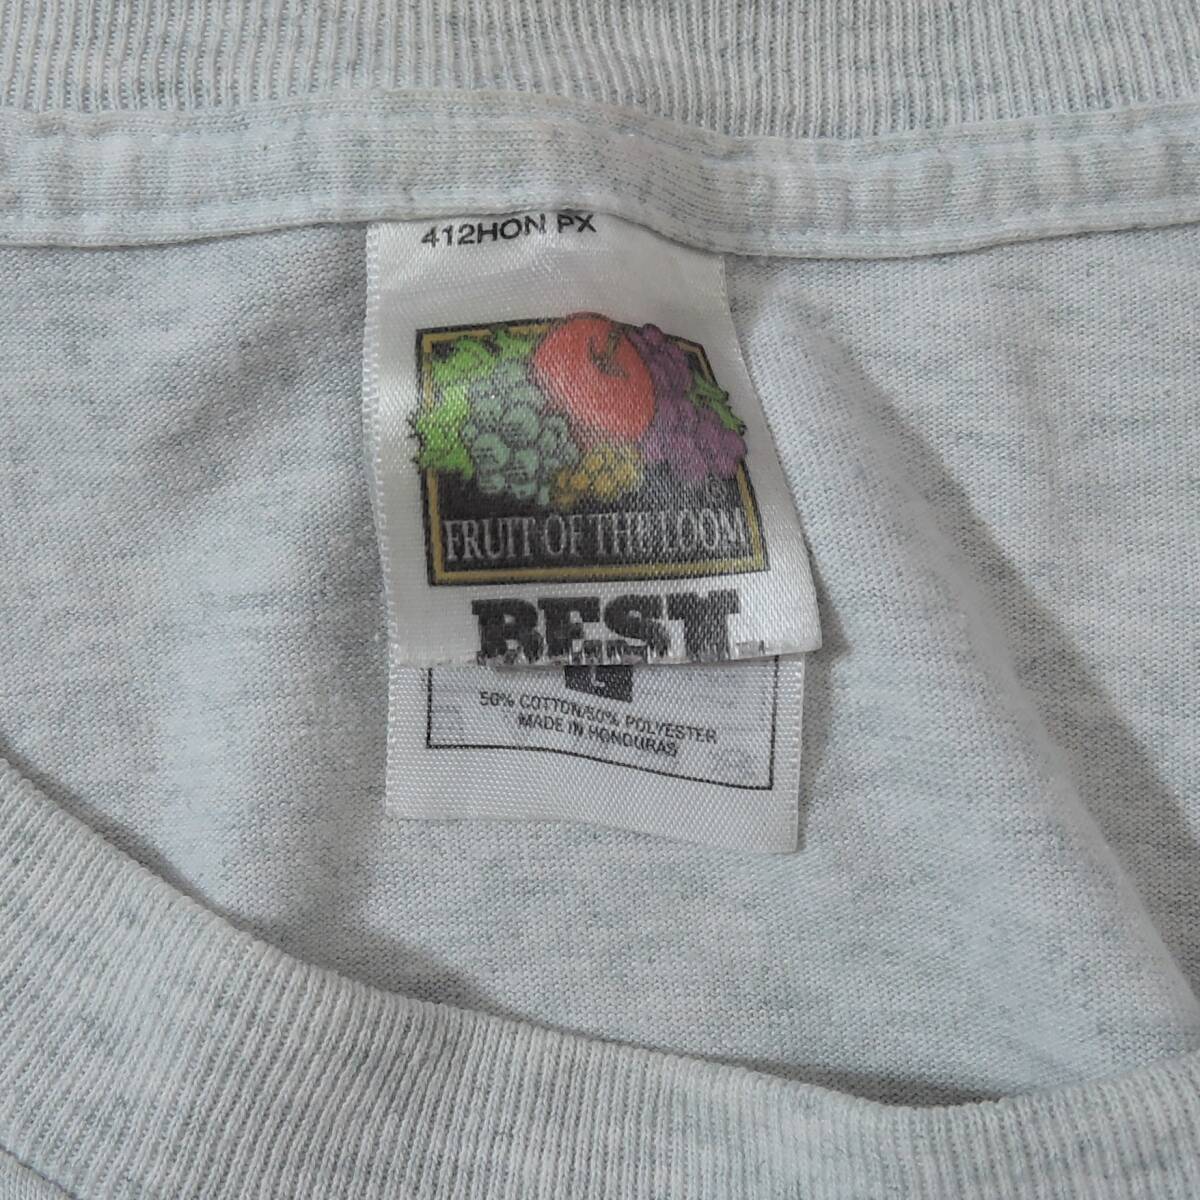 412HON PX
FRUIT OF THE LOOM
BEST
L
50% COTTON/50% POLYESTER
MADE IN HONDURAS